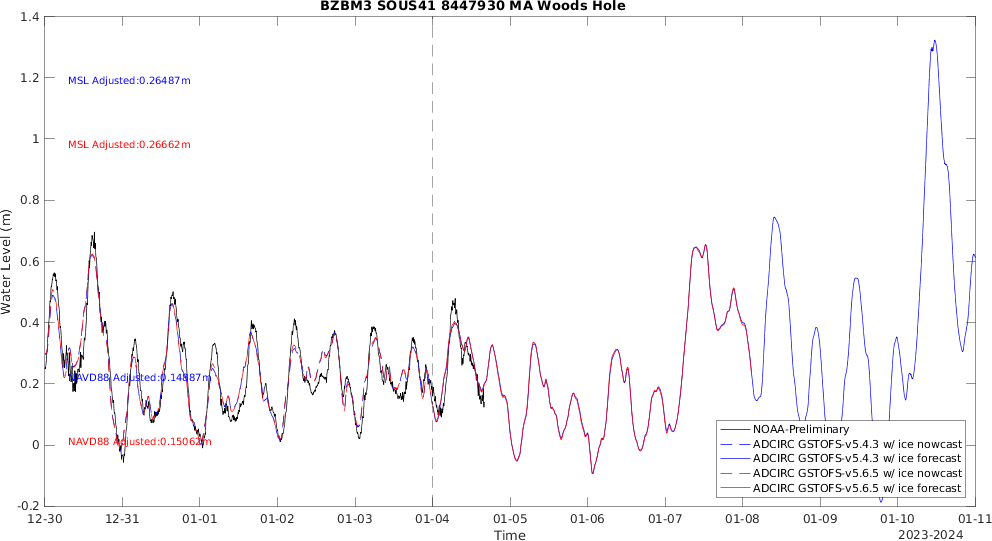 BZBM3 SOUS41 8447930 MA Woods Hole
1.4
1.2
1
0.8
0.6
0.4
0.2
0
-0.2
Water Level (m)
MSL Adjusted:0.26487m
MSL Adjusted:0.26662m
NAVD88 Adjusted:0.14887m
NAVD88 Adjusted:0.15062m
NOAA-Preliminary
ADCIRC GSTOFS-v5.4.3 w/ ice nowcast
ADCIRC GSTOFS-v5.4.3 w/ ice forecast
ADCIRC GSTOFS-v5.6.5 w/ ice nowcast
ADCIRC GSTOFS-v5.6.5 w/ ice forecast
12-30 12-31 01-01 01-02 01-03 01-04 01-05 01-06 01-07 01-08 01-09 01-10 01-11
Time
2023-2024